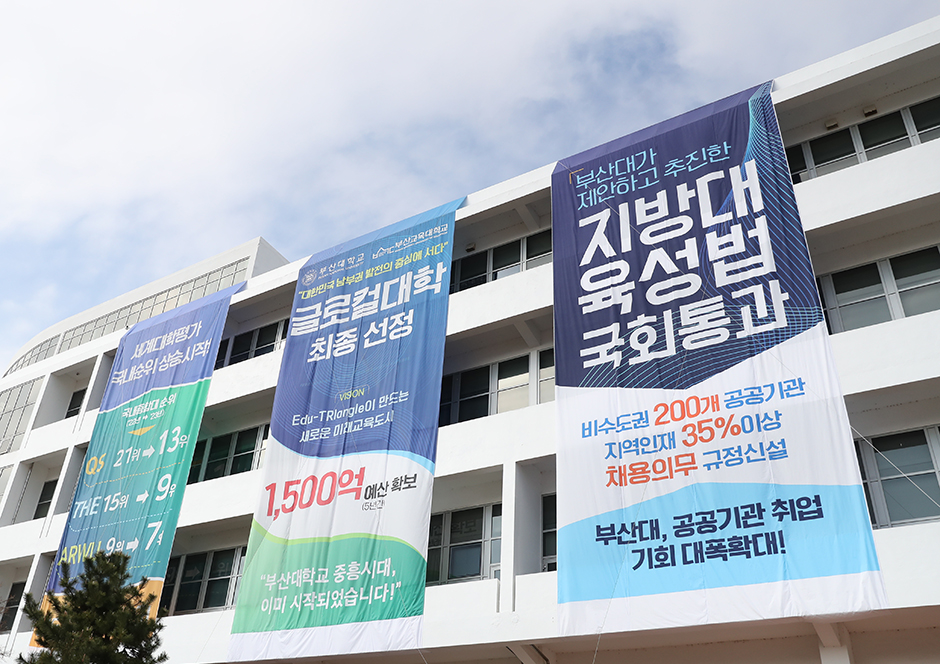 세계대학평가
국내순위 상승시작!
국내종합대 순위
QS 21위 → 13위
THE 15위 → 9위
ARWU 9위 → 7위
부산대학교 부산교육대학교
"대한민국 남부권 발전의 중심에 서다"
글로컬대학
최종 선정
VISION
Edu-TRIangle이 만드는
새로운 미래교육도시
1,500억 예산 확보
(5년간)
"부산대학교 중흥시대,
이미 시작되었습니다!"
부산대가
제안하고 추진한
지방대
육성법
국회통과
비수도권 200개 공공기관
지역인재 35%이상
채용의무 규정신설
부산대, 공공기관 취업
기회 대폭확대!